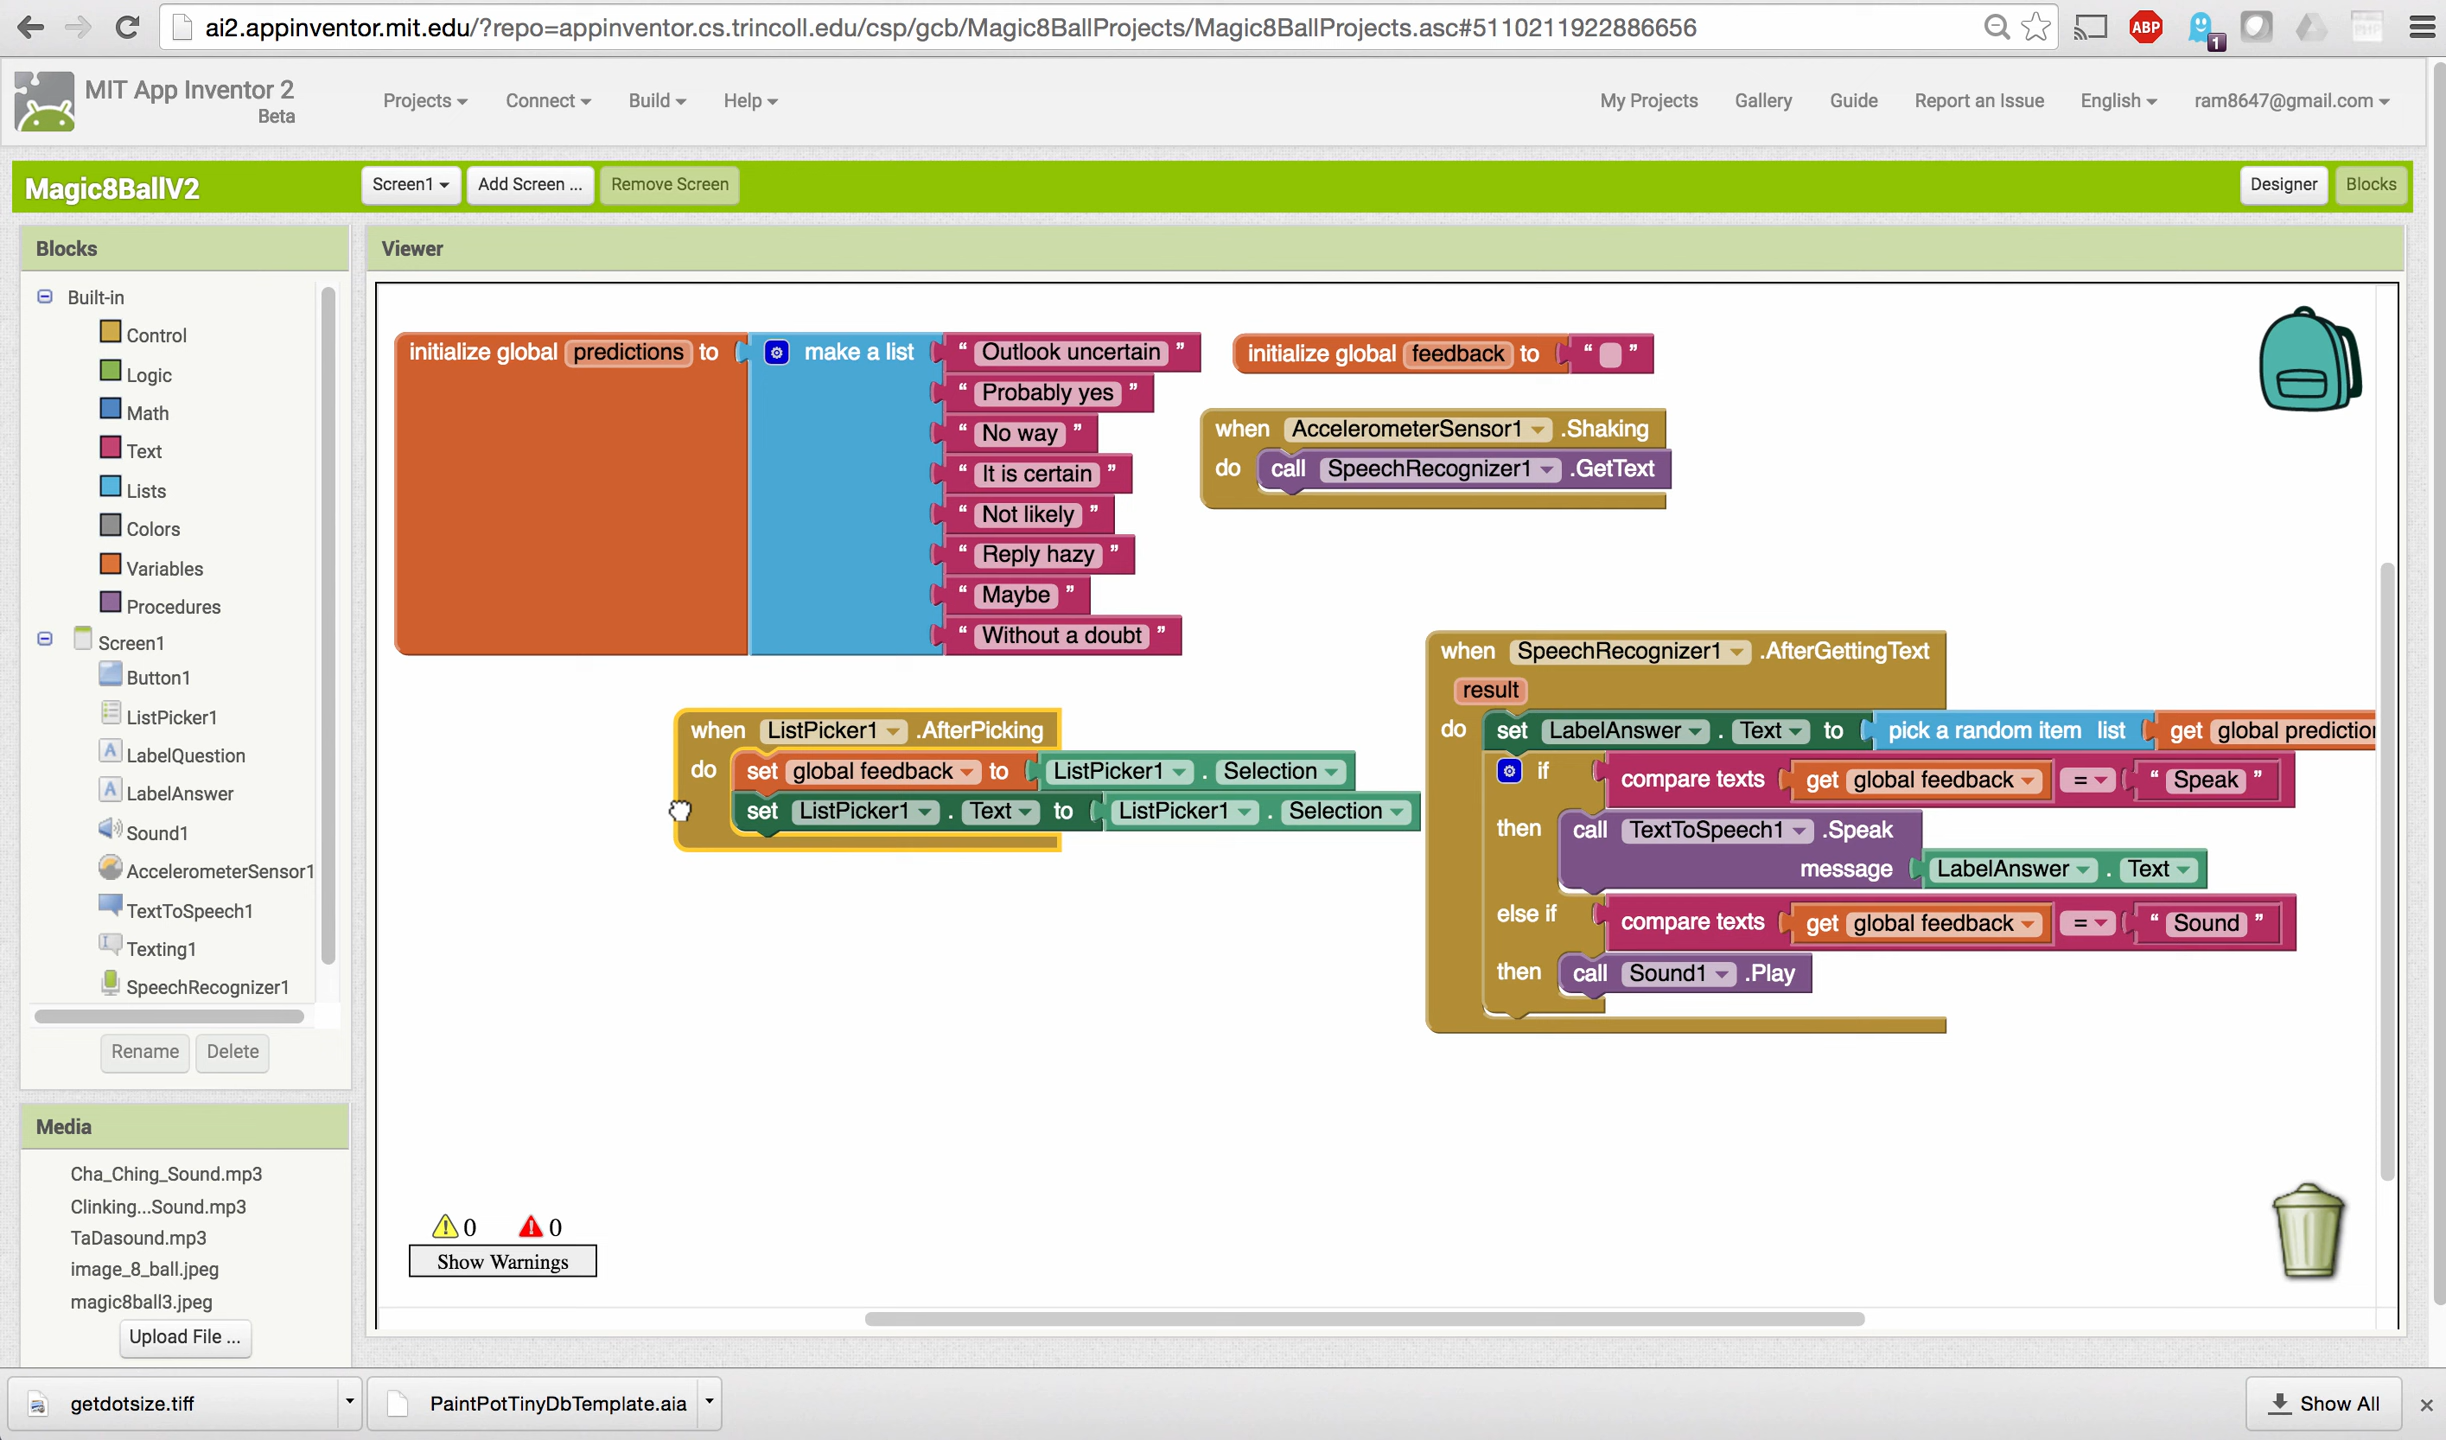 ai2.appinventor.mit.edu/?repo=appinventor.cs.trincoll.edu/csp/gcb/Magic8BallProjects/Magic8BallProjects.asc#5110211922886656
ABP
1
MIT App Inventor 2
Beta
Projects
Connect
Build
Help
My Projects
Gallery
Guide
Report an Issue
English
ram8647@gmail.com
Magic8BallV2
Screen1
Add Screen ...
Remove Screen
Designer
Blocks
Blocks
Built-in
Control
Logic
Math
Text
Lists
Colors
Variables
Procedures
Screen1
Button1
ListPicker1
LabelQuestion
LabelAnswer
Sound1
AccelerometerSensor1
TextToSpeech1
Texting1
SpeechRecognizer1
Rename
Delete
Media
Cha_Ching_Sound.mp3
Clinking...Sound.mp3
TaDasound.mp3
image_8_ball.jpeg
magic8ball3.jpeg
Upload File ...
Viewer
initialize global predictions to make a list “ Outlook uncertain ”
“ Probably yes ”
“ No way ”
“ It is certain ”
“ Not likely ”
“ Reply hazy ”
“ Maybe ”
“ Without a doubt ”
initialize global feedback to “ ”
when AccelerometerSensor1 .Shaking
do call SpeechRecognizer1 .GetText
when ListPicker1 .AfterPicking
do set global feedback to ListPicker1 . Selection
set ListPicker1 . Text to ListPicker1 . Selection
when SpeechRecognizer1 .AfterGettingText
result
do set LabelAnswer . Text to pick a random item list get global
if compare texts get global feedback = “ Speak ”
then call TextToSpeech1 .Speak
message LabelAnswer . Text
else if compare texts get global feedback = “ Sound ”
then call Sound1 .Play
0 0
Show Warnings
getdotsize.tiff
PaintPotTinyDbTemplate.aia
Show All